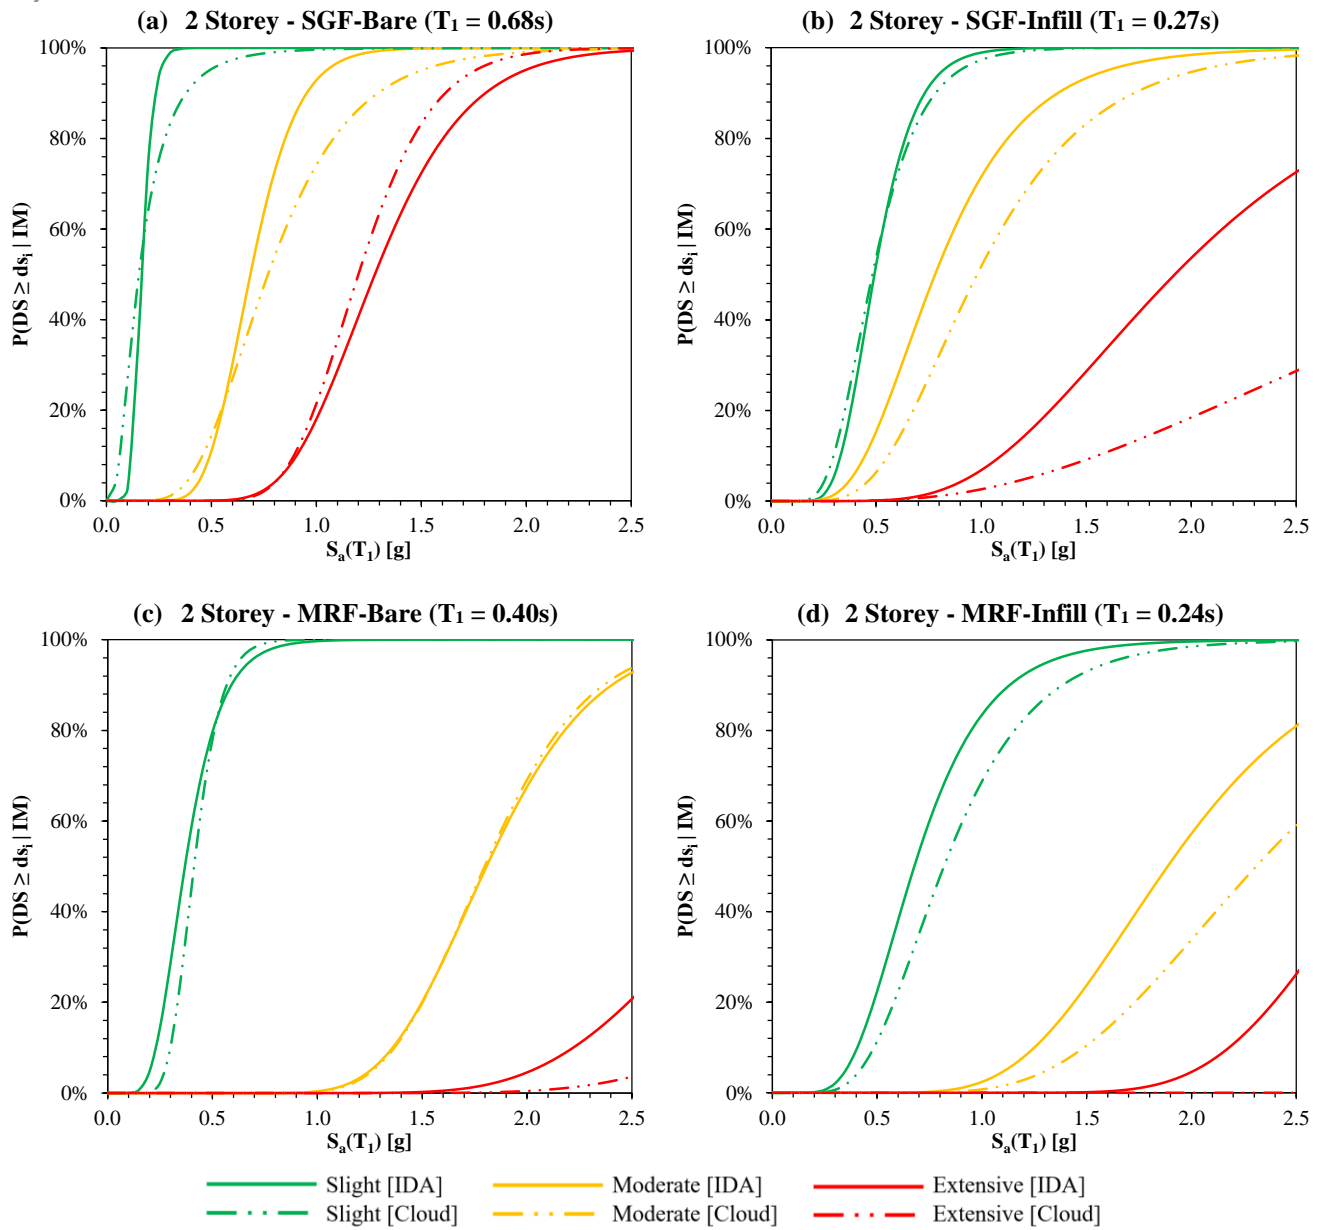 (a) 2 Storey - SGF-Bare (T1 = 0.68s)
100%
80%
60%
40%
20%
0%
P(DS ≥ dsi | IM)
0.0 0.5 1.0 1.5 2.0 2.5
Sa(T1) [g]
(b) 2 Storey - SGF-Infill (T1 = 0.27s)
100%
80%
60%
40%
20%
0%
P(DS ≥ dsi | IM)
0.0 0.5 1.0 1.5 2.0 2.5
Sa(T1) [g]
(c) 2 Storey - MRF-Bare (T1 = 0.40s)
100%
80%
60%
40%
20%
0%
P(DS ≥ dsi | IM)
0.0 0.5 1.0 1.5 2.0 2.5
Sa(T1) [g]
(d) 2 Storey - MRF-Infill (T1 = 0.24s)
100%
80%
60%
40%
20%
0%
P(DS ≥ dsi | IM)
0.0 0.5 1.0 1.5 2.0 2.5
Sa(T1) [g]
Slight [IDA] Moderate [IDA] Extensive [IDA]
Slight [Cloud] Moderate [Cloud] Extensive [Cloud]